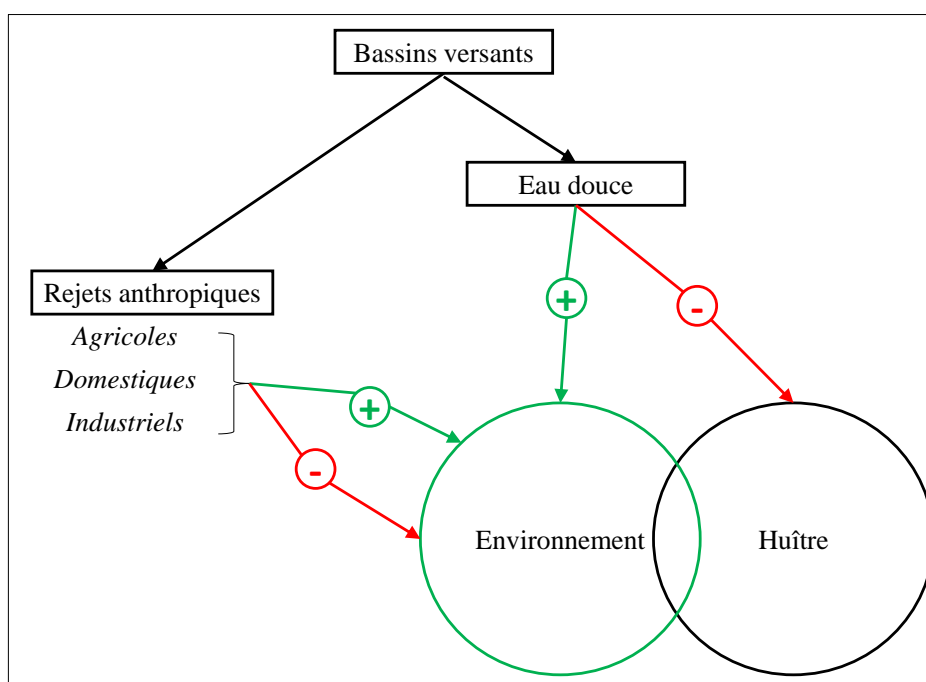 Bassins versants
Eau douce
Rejets anthropiques
Agricoles
Domestiques
Industriels
+
-
+
-
Environnement
Huître